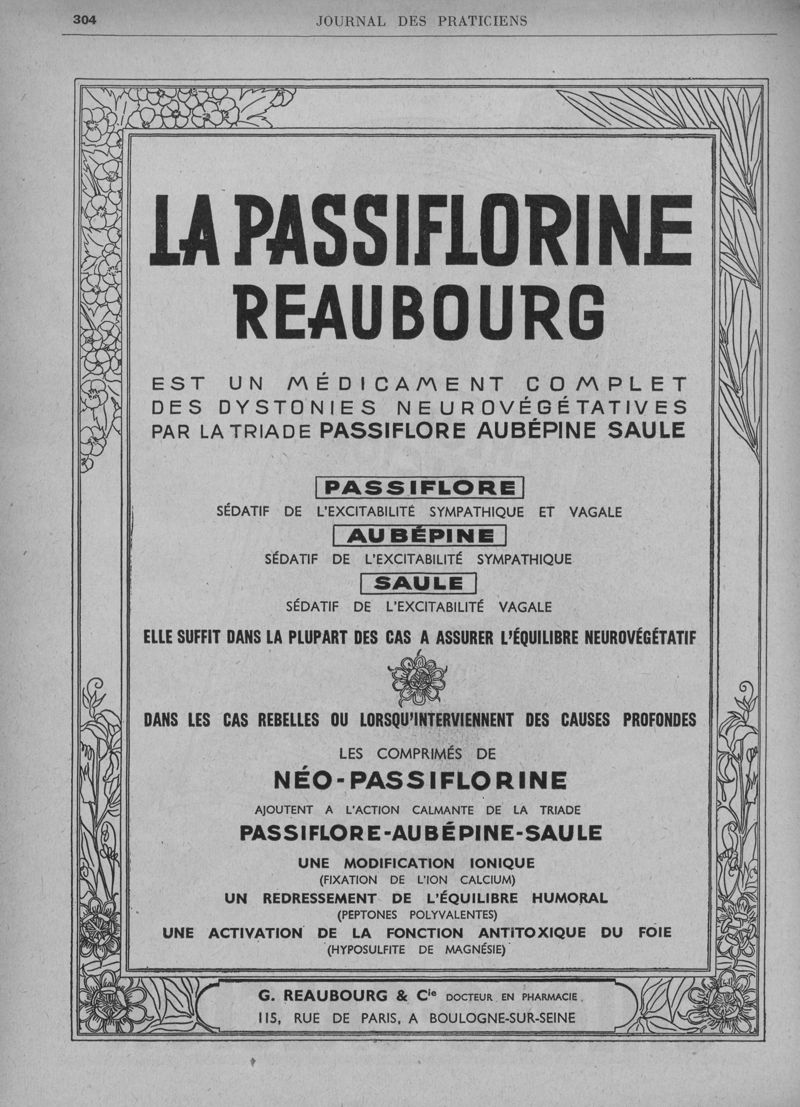 304
JOURNAL DES PRATICIENS
LA PASSIFLORINE
REAUBOURG
EST UN MÉDICAMENT COMPLET
DES DYSTONIES NEUROVÉGÉTATIVES
PAR LA TRIADE PASSIFLORE AUBÉPINE SAULE
PASSIFLORE
SÉDATIF DE L'EXCITABILITÉ SYMPATHIQUE ET VAGALE
AUBÉPINE
SÉDATIF DE L'EXCITABILITÉ SYMPATHIQUE
SAULE
SÉDATIF DE L'EXCITABILITÉ VAGALE
ELLE SUFFIT DANS LA PLUPART DES CAS A ASSURER L'ÉQUILIBRE NEUROVÉGÉTATIF
DANS LES CAS REBELLES OU LORSQU'INTERVIENNENT DES CAUSES PROFONDES
LES COMPRIMÉS DE
NÉO-PASSIFLORINE
AJOUTENT A L'ACTION CALMANTE DE LA TRIADE
PASSIFLORE-AUBÉPINE-SAULE
UNE MODIFICATION IONIQUE
(FIXATION DE L'ION CALCIUM)
UN REDRESSEMENT DE L'ÉQUILIBRE HUMORAL
(PEPTONES POLYVALENTES)
UNE ACTIVATION DE LA FONCTION ANTITOXIQUE DU FOIE
(HYPOSULFITE DE MAGNÉSIE)
G. REAUBOURG & Cie DOCTEUR EN PHARMACIE
115, RUE DE PARIS, A BOULOGNE-SUR-SEINE